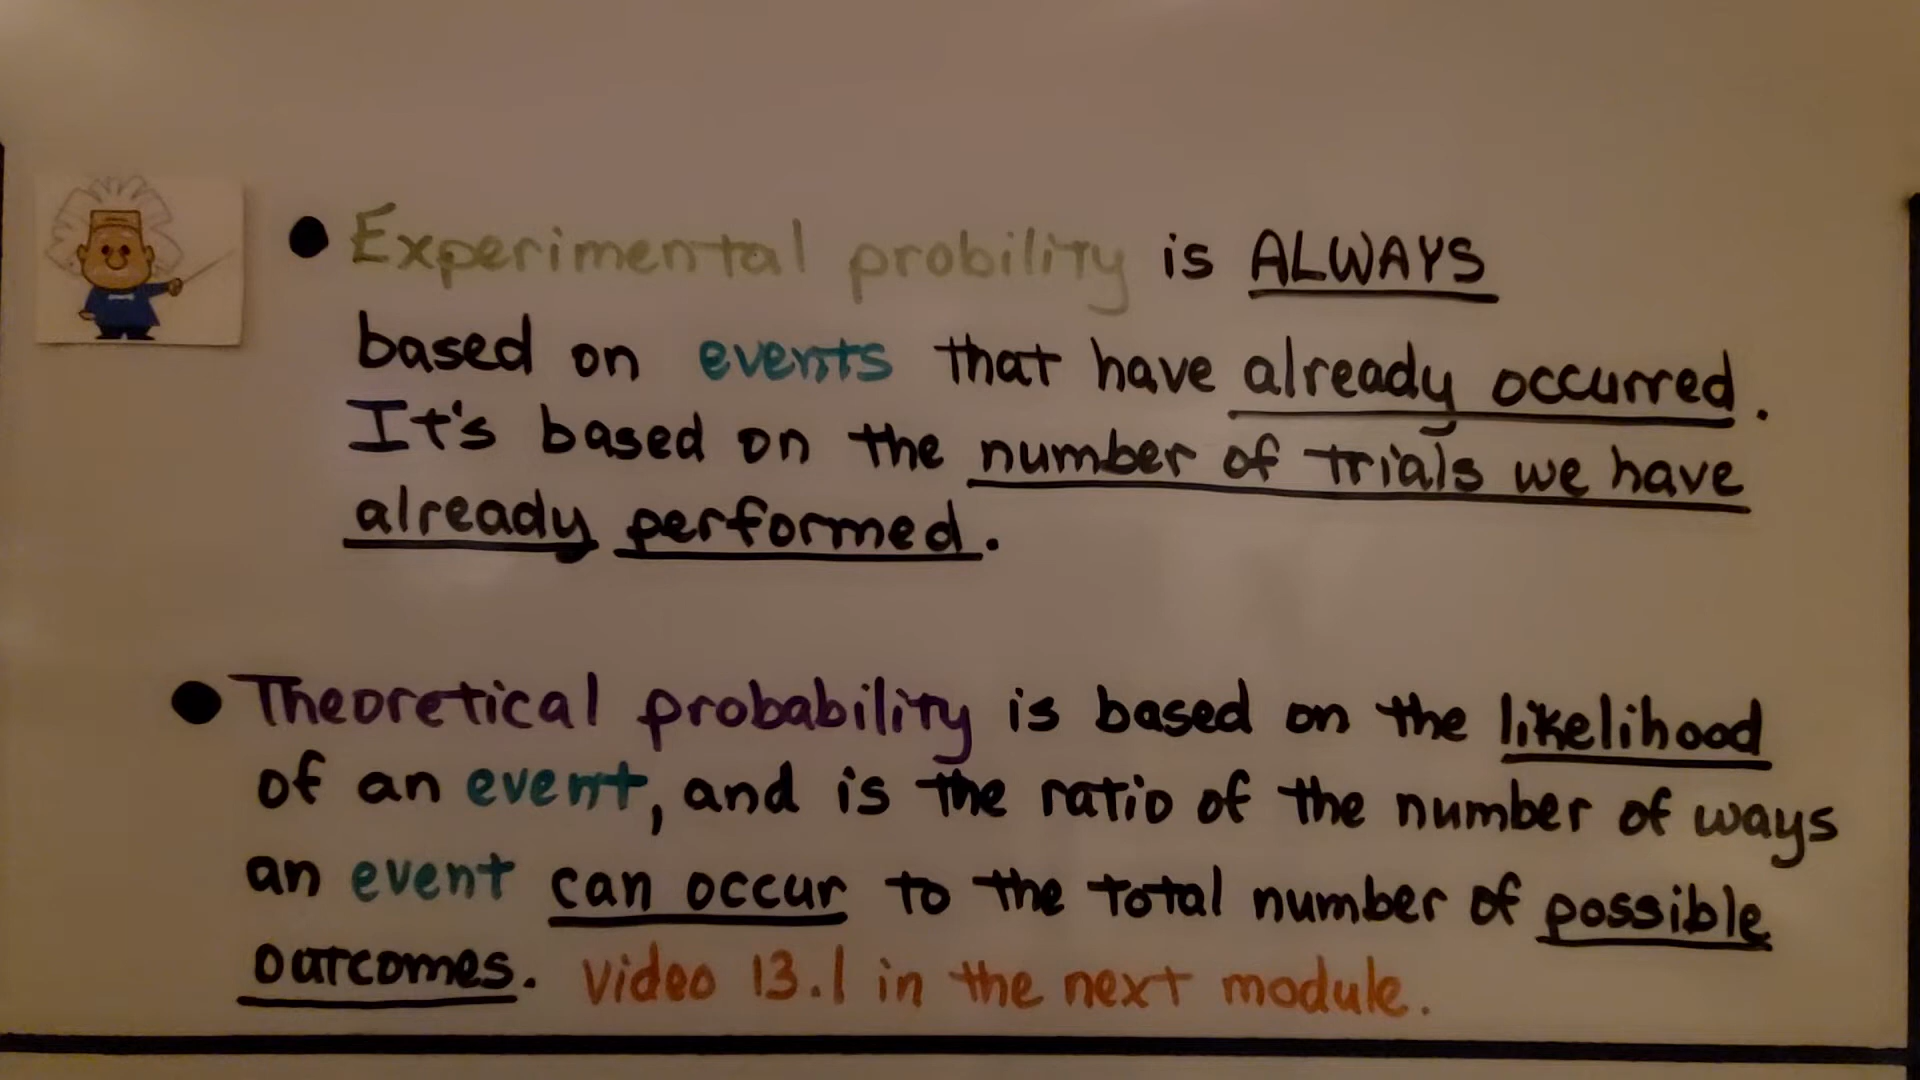 • Experimental probility is ALWAYS
based on events that have already occurred.
It's based on the number of trials we have
already performed.
• Theoretical probability is based on the likelihood
of an event, and is the ratio of the number of ways
an event can occur to the total number of possible
outcomes. Video 13.1 in the next module.